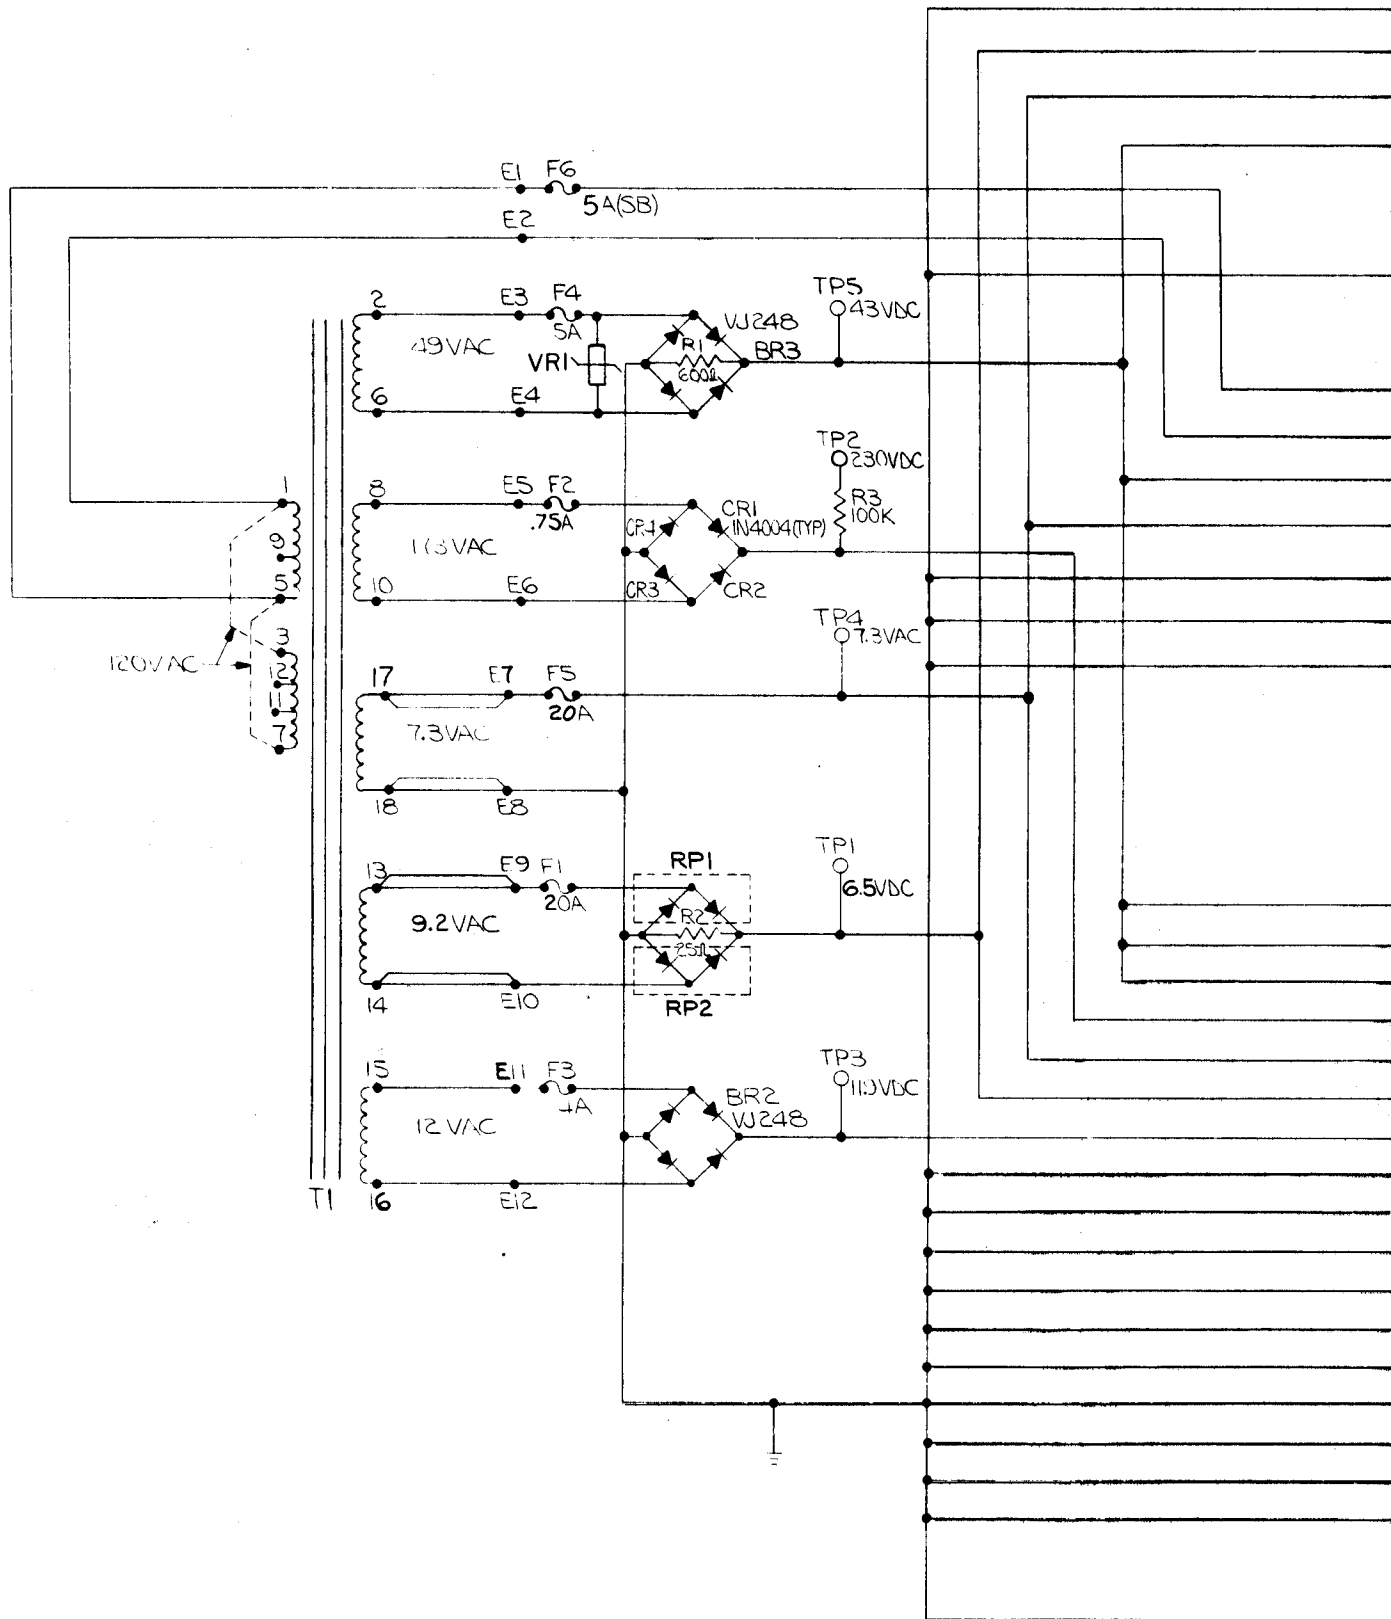 E1 F6
5A(SB)
E2
2 E3 F4 TP5
43VDC
5A VJ248
49VAC
VR1 R1 BR3
600Ω
6 E4
TP2
230VDC
1 8 E5 F2 R3
100K
.75A CR1
CR4 1N4004(TYP)
9
5 10 E6 CR3 CR2
TP4
7.3VAC
3
120VAC
12 17 E7 F5
11 20A
7 7.3VAC
18 E8
TP1
13 E9 F1 RP1
6.5VDC
20A
9.2VAC R2
25Ω
14 E10 RP2
TP3
15 E11 F3
4A BR2
12VAC VJ248
T1 16 E12